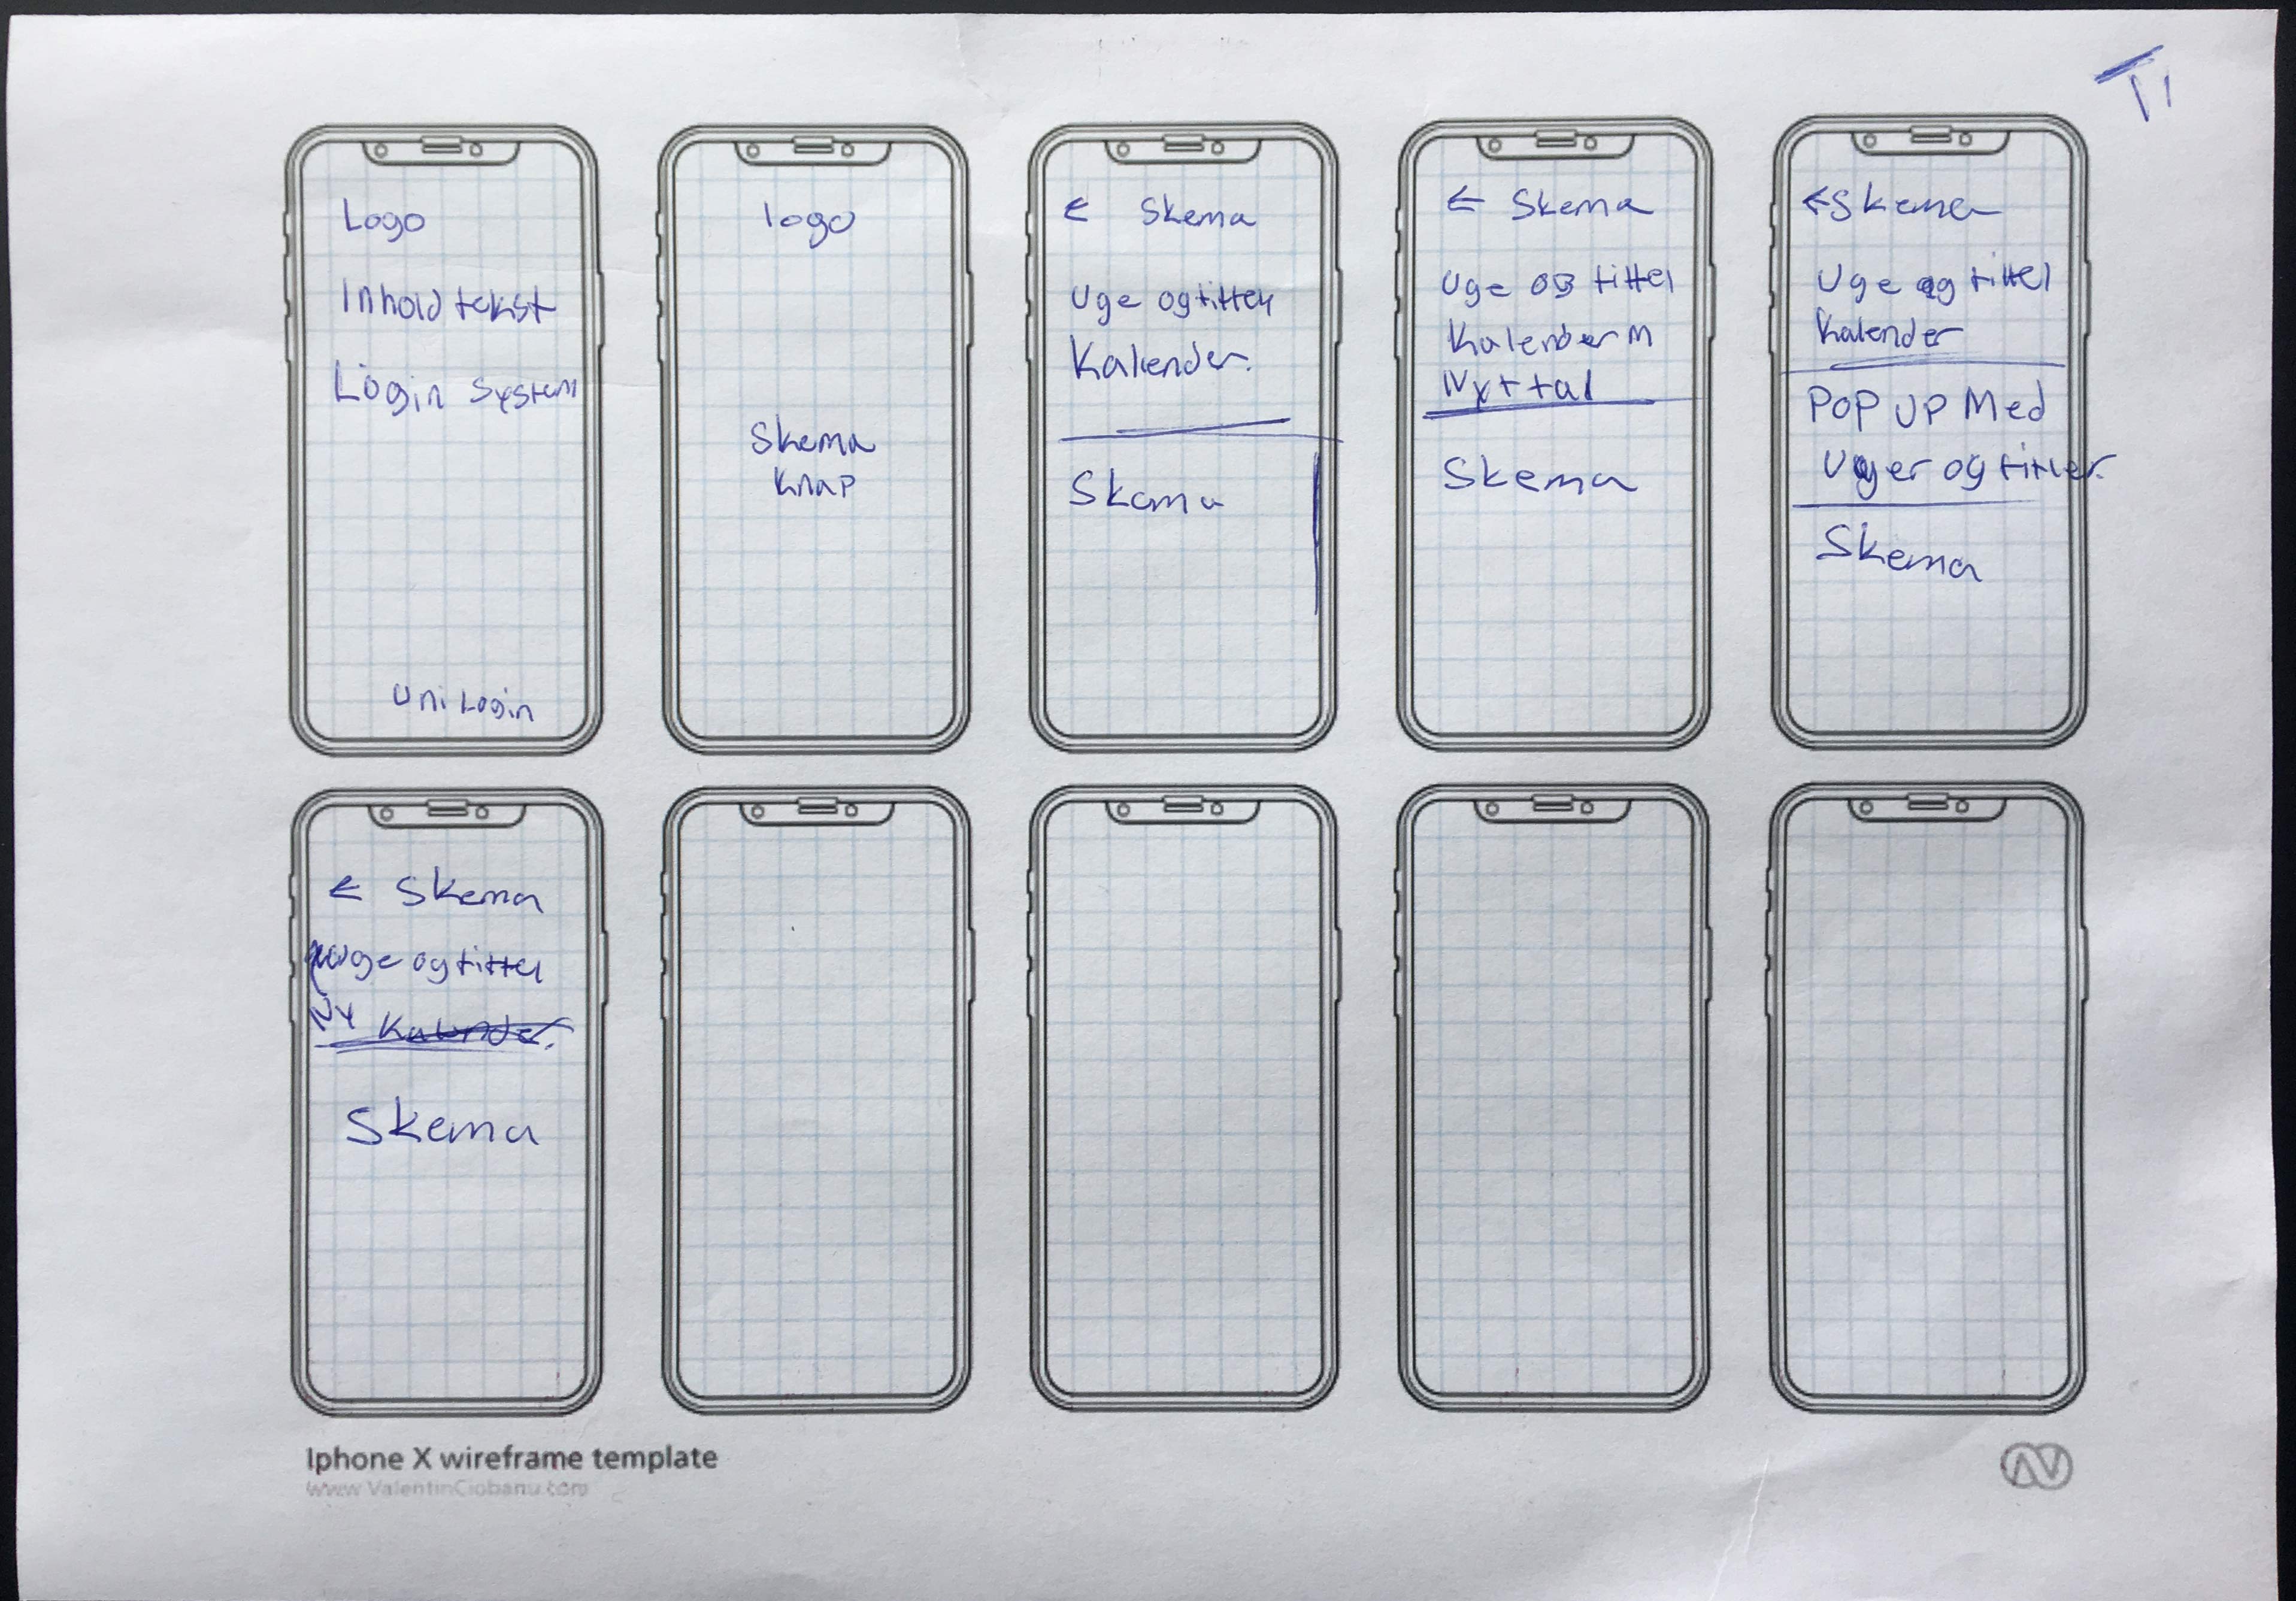 T1
Logo
Inhold tekst
Login System
Uni Login
logo
Skema
Knap
← Skema
Uge og tittel
Kalender.
Skema
← Skema
Uge og tittel
Kalender M
Nyt tal
Skema
← Skema
Uge og tittel
Kalender
Pop up Med
Uger og titler.
Skema
← Skema
uge og tittel
Ny Kalender.
Skema
Iphone X wireframe template
www.ValentinCiobanu.com